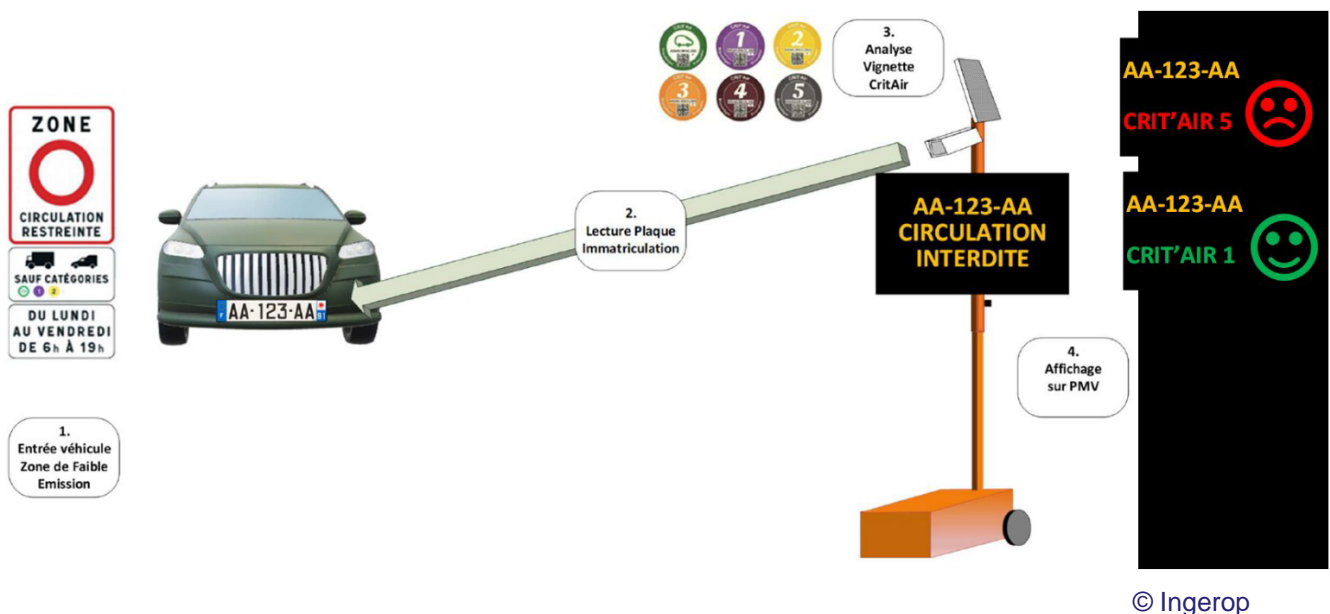 ZONE
CIRCULATION
RESTREINTE
SAUF CATÉGORIES
1 2
DU LUNDI
AU VENDREDI
DE 6h À 19h
1.
Entrée véhicule
Zone de Faible
Emission
F AA-123-AA 91
2.
Lecture Plaque
Immatriculation
1 2
3 4 5
3.
Analyse
Vignette
CritAir
AA-123-AA
CIRCULATION
INTERDITE
4.
Affichage
sur PMV
AA-123-AA
CRIT'AIR 5
AA-123-AA
CRIT'AIR 1
© Ingerop